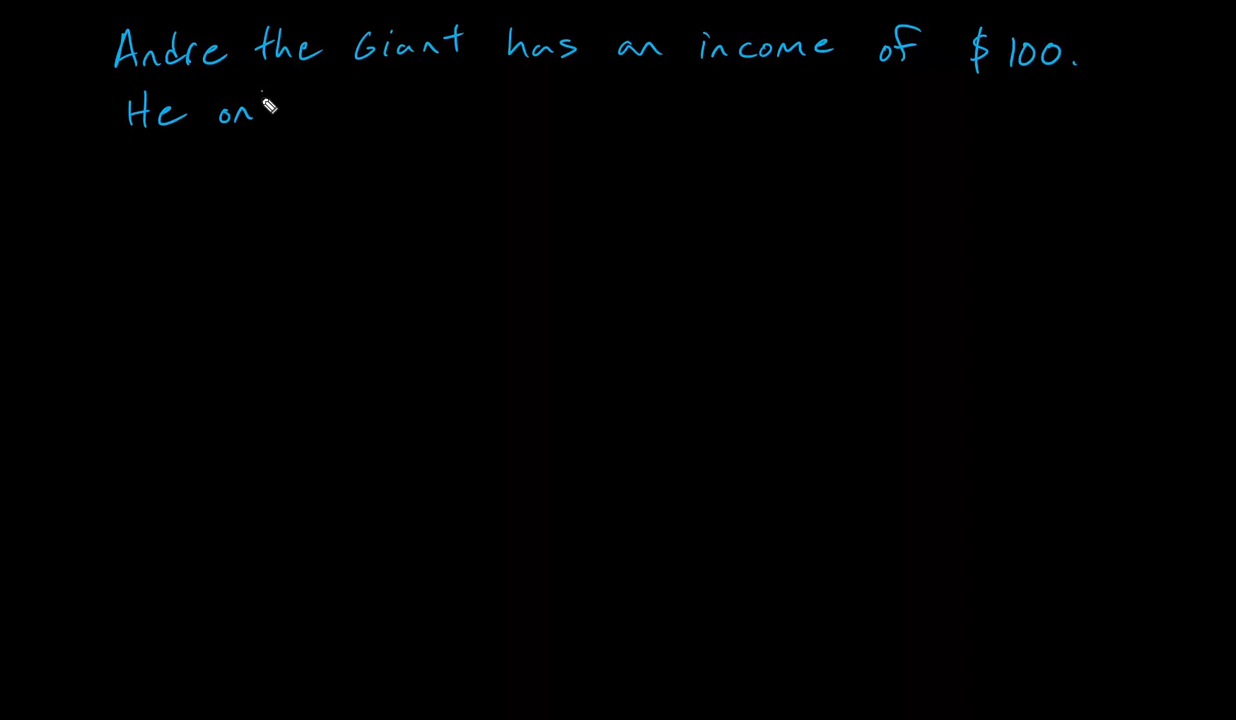 Andre the Giant has an income of $100.
He on